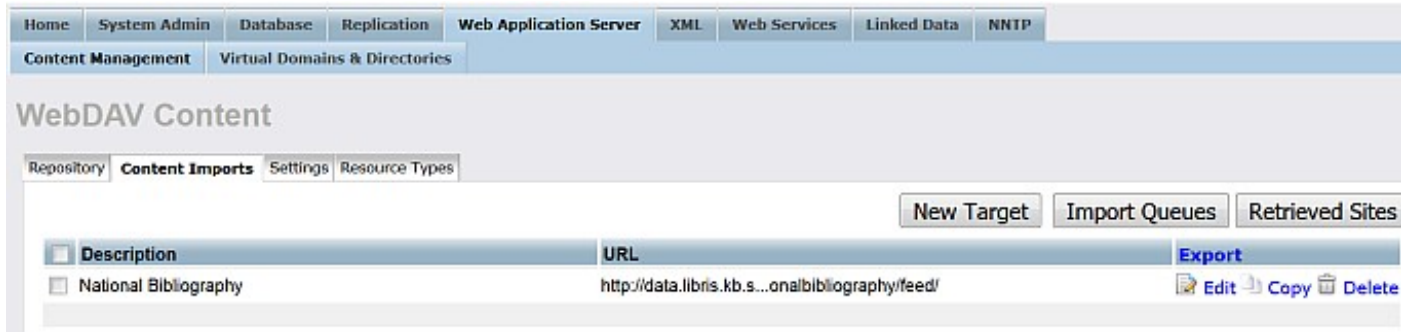 Home System Admin Database Replication Web Application Server XML Web Services Linked Data NNTP
Content Management Virtual Domains & Directories
WebDAV Content
Repository Content Imports Settings Resource Types
New Target Import Queues Retrieved Sites
Description URL Export
National Bibliography http://data.libris.kb.s...onalbibliography/feed/ Edit Copy Delete